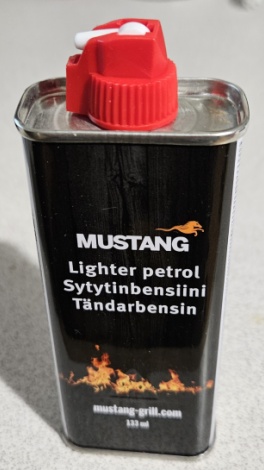 MUSTANG
Lighter petrol
Sytytinbensiini
Tändarbensin
mustang-grill.com
133 ml